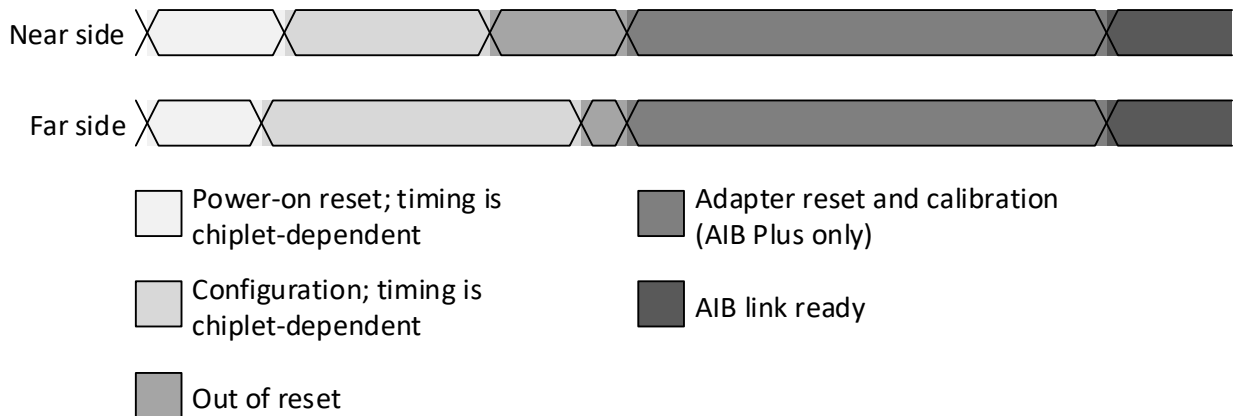 Near side
Far side
Power-on reset; timing is
chiplet-dependent
Configuration; timing is
chiplet-dependent
Out of reset
Adapter reset and calibration
(AIB Plus only)
AIB link ready